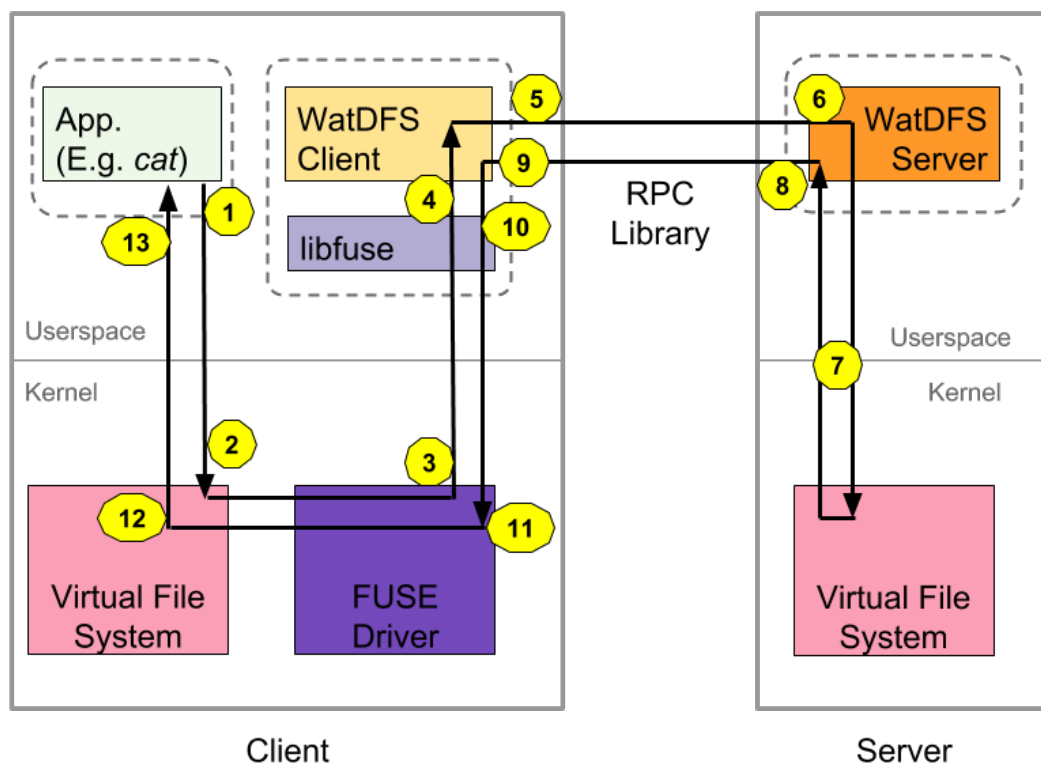 App.
(E.g. cat)
WatDFS
Client
libfuse
5
9
4
10
1
13
RPC
Library
6
WatDFS
Server
8
Userspace
Kernel
Userspace
Kernel
7
2
3
12
11
Virtual File
System
FUSE
Driver
Virtual File
System
Client
Server